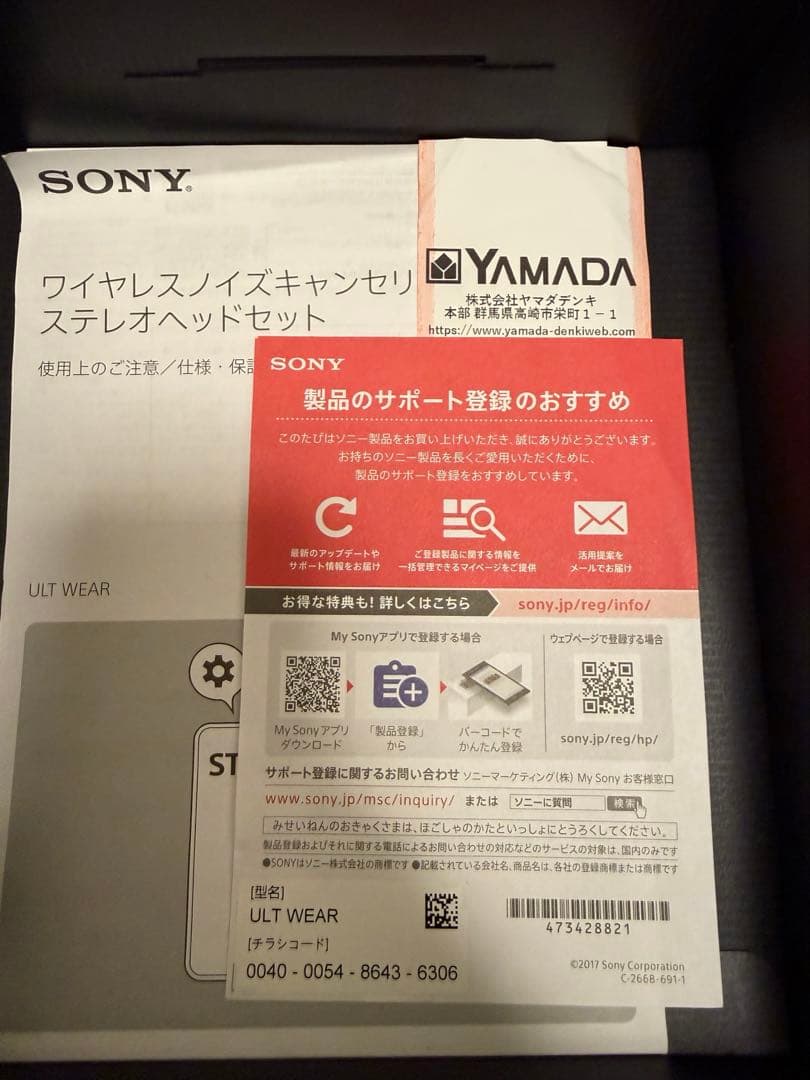 SONY®
ワイヤレスノイズキャンセリ
ステレオヘッドセット
使用上のご注意／仕様・保
ULT WEAR
ST
YAMADA
株式会社ヤマダデンキ
本部 群馬県高崎市栄町1－1
https://www.yamada-denkiweb.com
SONY
製品のサポート登録のおすすめ
このたびはソニー製品をお買い上げいただき、誠にありがとうございます。
お持ちのソニー製品を長くご愛用いただくために、
製品のサポート登録をおすすめしています。
最新のアップデートや
サポート情報をお届け
ご登録製品に関する情報を
一括管理できるマイページをご提供
活用提案を
メールでお届け
お得な特典も! 詳しくはこちら
sony.jp/reg/info/
My Sonyアプリで登録する場合
My Sonyアプリ
ダウンロード
「製品登録」
から
バーコードで
かんたん登録
ウェブページで登録する場合
sony.jp/reg/hp/
サポート登録に関するお問い合わせ ソニーマーケティング(株) My Sony お客様窓口
www.sony.jp/msc/inquiry/ または ソニーに質問 検索
みせいねんのおきゃくさまは、ほごしゃのかたといっしょにとうろくしてください。
製品登録およびそれに関する電話によるお問い合わせの対応などのサービスの対象は、国内のみです
●SONYはソニー株式会社の商標です ●記載されている会社名、商品名は、各社の登録商標または商標です
[型名]
ULT WEAR
[チラシコード]
0040 - 0054 - 8643 - 6306
473428821
©2017 Sony Corporation
C-266B-691-1